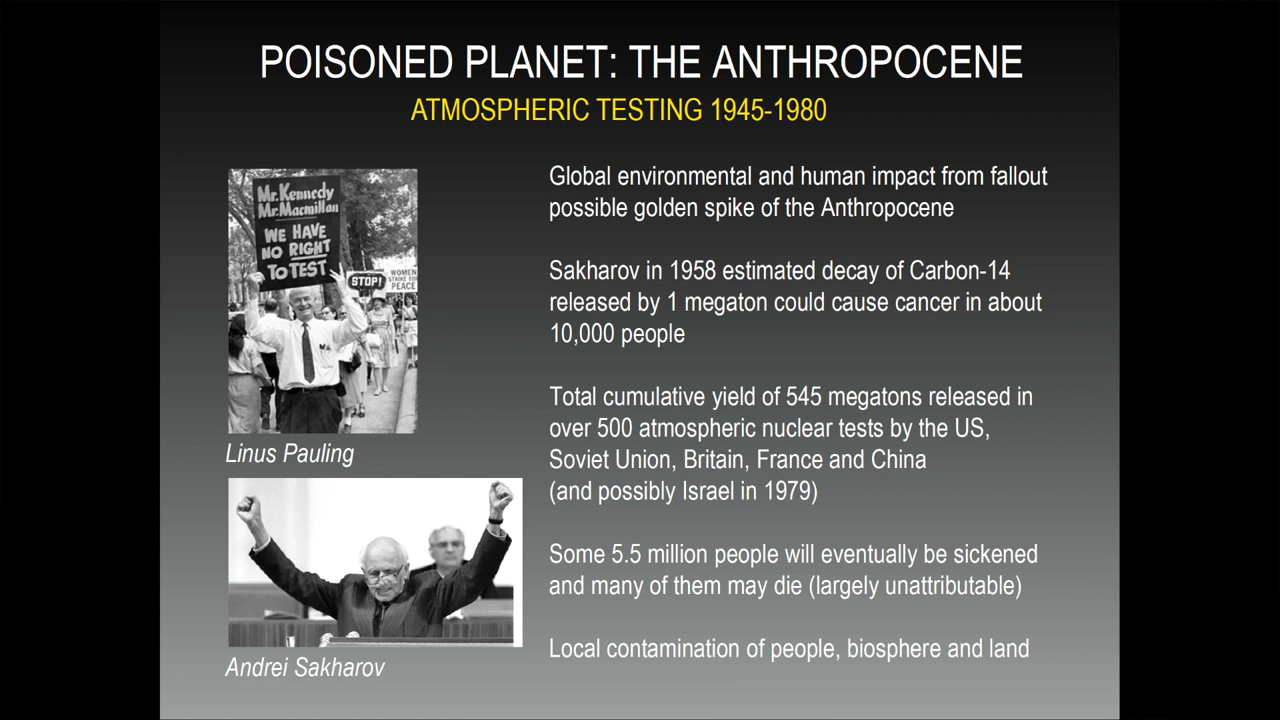 POISONED PLANET: THE ANTHROPOCENE
ATMOSPHERIC TESTING 1945-1980
Mr. Kennedy
Mr. Macmillan
WE HAVE
NO RIGHT
TO TEST
STOP!
WOMEN
STRIKE FOR
PEACE
Linus Pauling
Andrei Sakharov
Global environmental and human impact from fallout
possible golden spike of the Anthropocene
Sakharov in 1958 estimated decay of Carbon-14
released by 1 megaton could cause cancer in about
10,000 people
Total cumulative yield of 545 megatons released in
over 500 atmospheric nuclear tests by the US,
Soviet Union, Britain, France and China
(and possibly Israel in 1979)
Some 5.5 million people will eventually be sickened
and many of them may die (largely unattributable)
Local contamination of people, biosphere and land